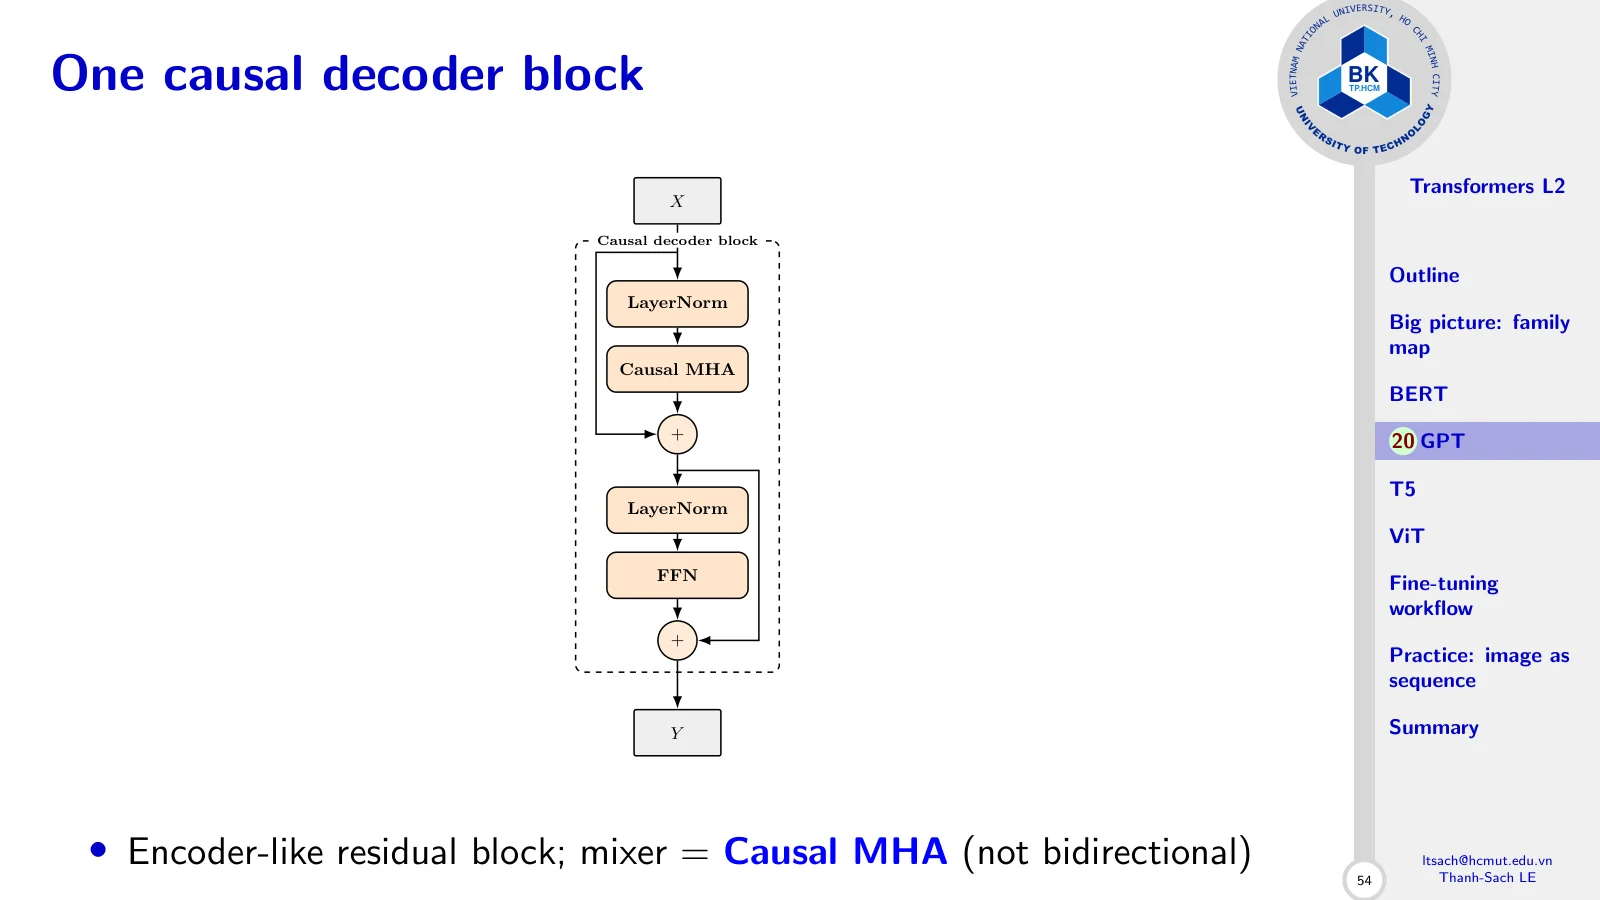 One causal decoder block
X
Causal decoder block
LayerNorm
Causal MHA
+
LayerNorm
FFN
+
Y
• Encoder-like residual block; mixer = Causal MHA (not bidirectional)
VIETNAM NATIONAL UNIVERSITY, HO CHI MINH CITY
BK
TP.HCM
UNIVERSITY OF TECHNOLOGY
Transformers L2
Outline
Big picture: family
map
BERT
20 GPT
T5
ViT
Fine-tuning
workflow
Practice: image as
sequence
Summary
ltsach@hcmut.edu.vn
Thanh-Sach LE
54